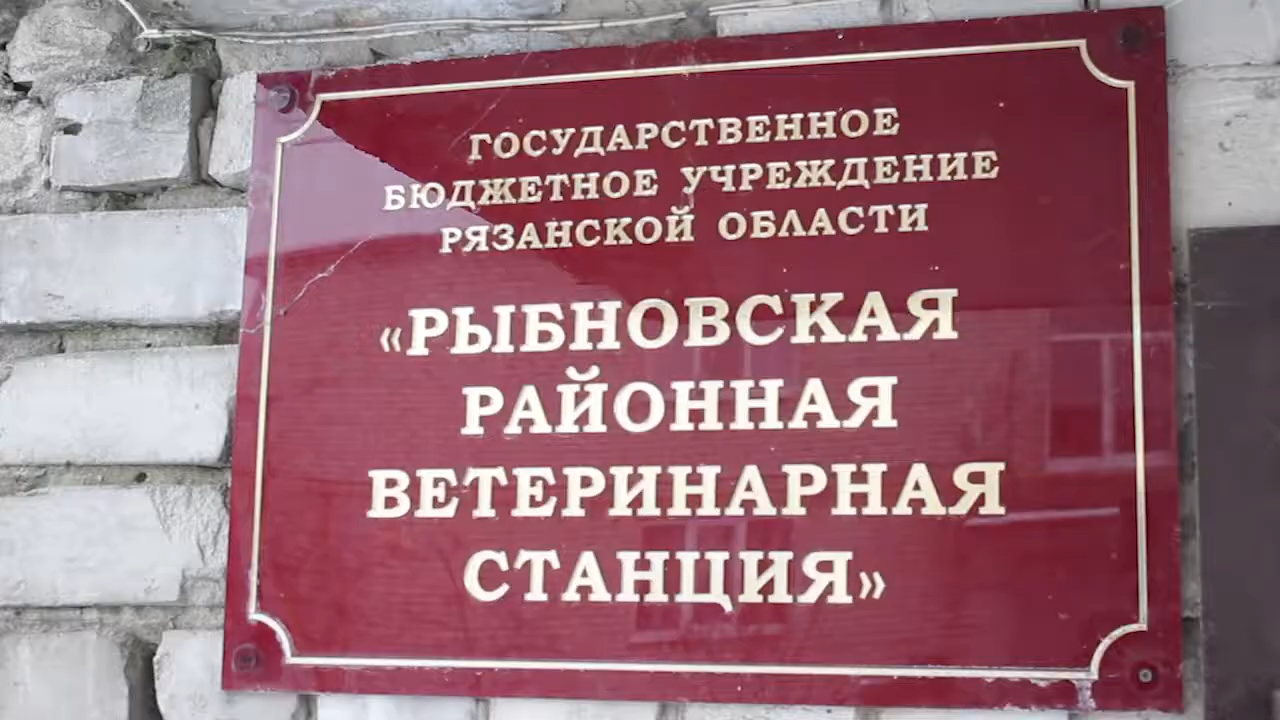 ГОСУДАРСТВЕННОЕ
БЮДЖЕТНОЕ УЧРЕЖДЕНИЕ
РЯЗАНСКОЙ ОБЛАСТИ
«РЫБНОВСКАЯ
РАЙОННАЯ
ВЕТЕРИНАРНАЯ
СТАНЦИЯ»